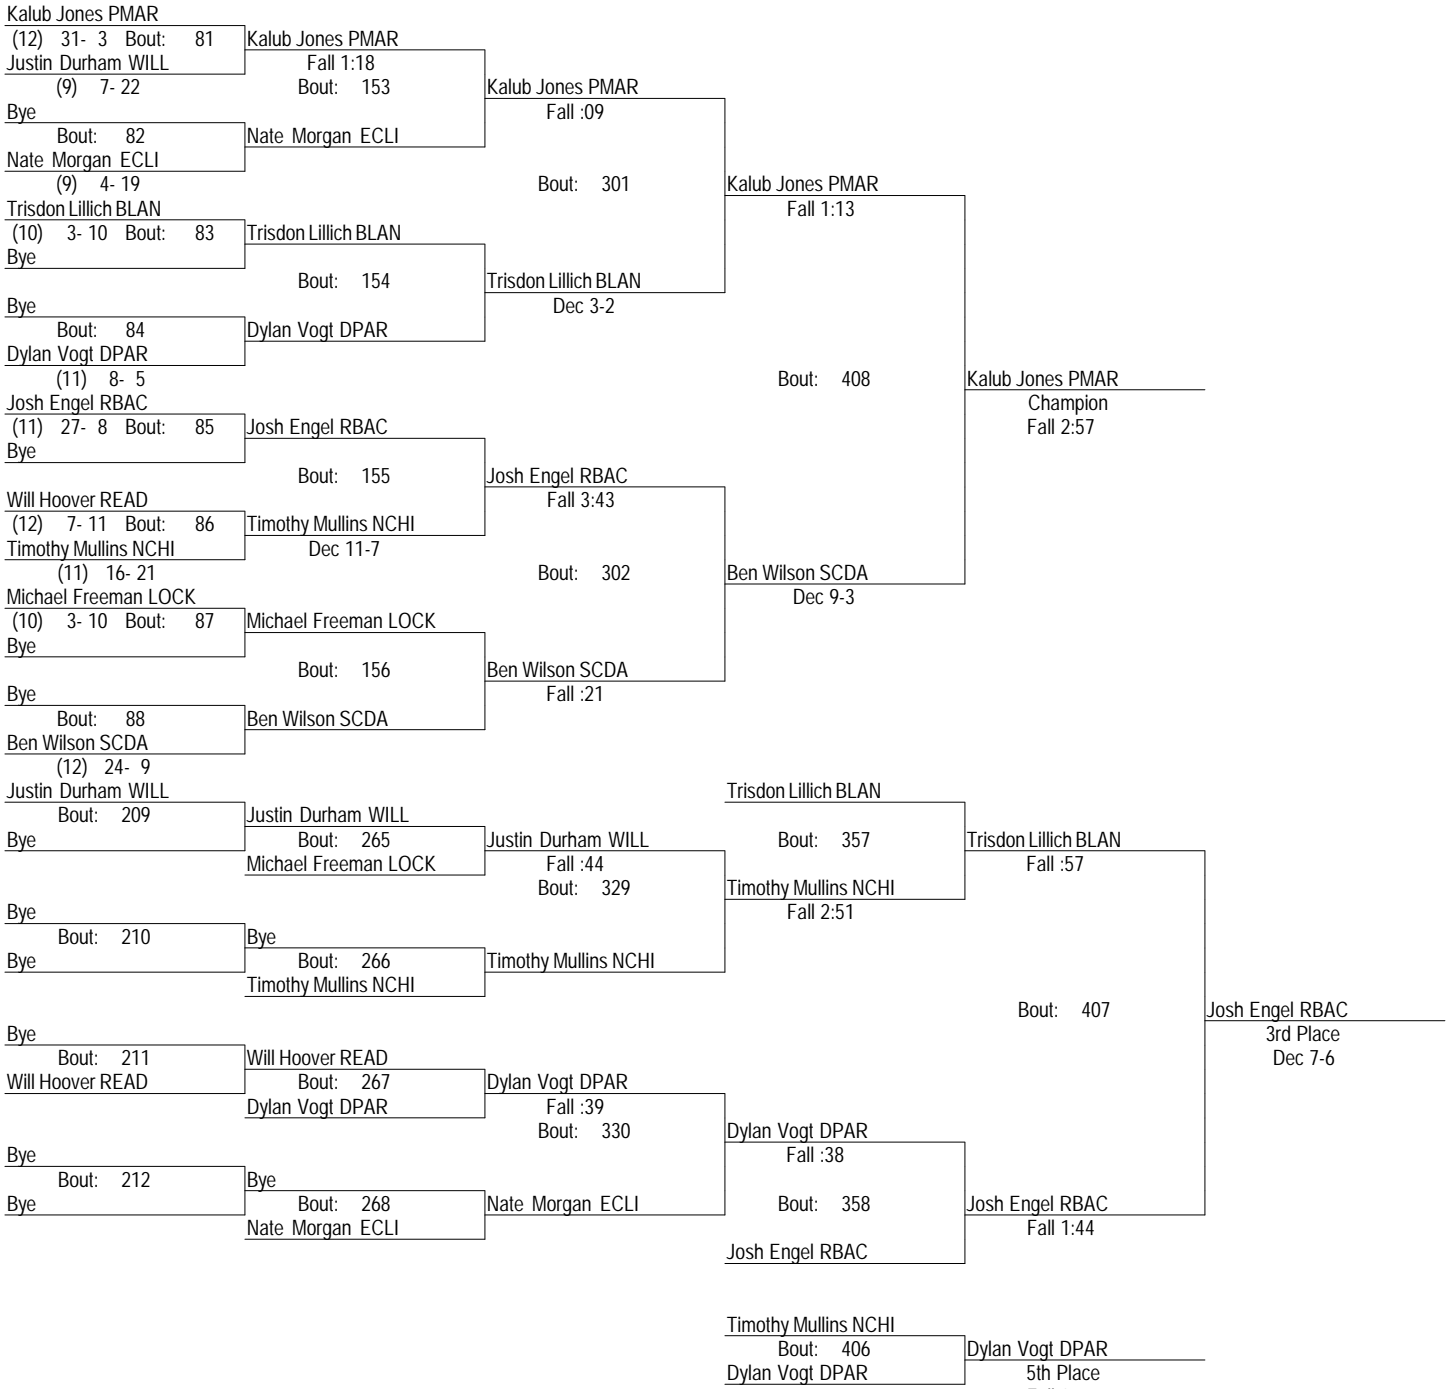 Kalub Jones PMAR
(12) 31- 3 Bout: 81 Kalub Jones PMAR
Justin Durham WILL Fall 1:18
(9) 7- 22 Bout: 153 Kalub Jones PMAR
Bye Fall :09
Bout: 82 Nate Morgan ECLI
Nate Morgan ECLI
(9) 4- 19 Bout: 301 Kalub Jones PMAR
Trisdon Lillich BLAN Fall 1:13
(10) 3- 10 Bout: 83 Trisdon Lillich BLAN
Bye
Bout: 154 Trisdon Lillich BLAN
Bye Dec 3-2
Bout: 84 Dylan Vogt DPAR
Dylan Vogt DPAR
(11) 8- 5 Bout: 408 Kalub Jones PMAR
Josh Engel RBAC Champion
(11) 27- 8 Bout: 85 Josh Engel RBAC Fall 2:57
Bye
Bout: 155 Josh Engel RBAC
Will Hoover READ Fall 3:43
(12) 7- 11 Bout: 86 Timothy Mullins NCHI
Timothy Mullins NCHI Dec 11-7
(11) 16- 21 Bout: 302 Ben Wilson SCDA
Michael Freeman LOCK Dec 9-3
(10) 3- 10 Bout: 87 Michael Freeman LOCK
Bye
Bout: 156 Ben Wilson SCDA
Bye Fall :21
Bout: 88 Ben Wilson SCDA
Ben Wilson SCDA
(12) 24- 9
Justin Durham WILL Trisdon Lillich BLAN
Bout: 209 Justin Durham WILL
Bye Bout: 265 Justin Durham WILL Bout: 357 Trisdon Lillich BLAN
Michael Freeman LOCK Fall :44 Fall :57
Bout: 329 Timothy Mullins NCHI
Bye Fall 2:51
Bout: 210 Bye
Bye Bout: 266 Timothy Mullins NCHI
Timothy Mullins NCHI
Bout: 407 Josh Engel RBAC
Bye 3rd Place
Bout: 211 Will Hoover READ Dec 7-6
Will Hoover READ Bout: 267 Dylan Vogt DPAR
Dylan Vogt DPAR Fall :39
Bout: 330 Dylan Vogt DPAR
Bye Fall :38
Bout: 212 Bye
Bye Bout: 268 Nate Morgan ECLI Bout: 358 Josh Engel RBAC
Nate Morgan ECLI Fall 1:44
Josh Engel RBAC
Timothy Mullins NCHI
Bout: 406 Dylan Vogt DPAR
Dylan Vogt DPAR 5th Place